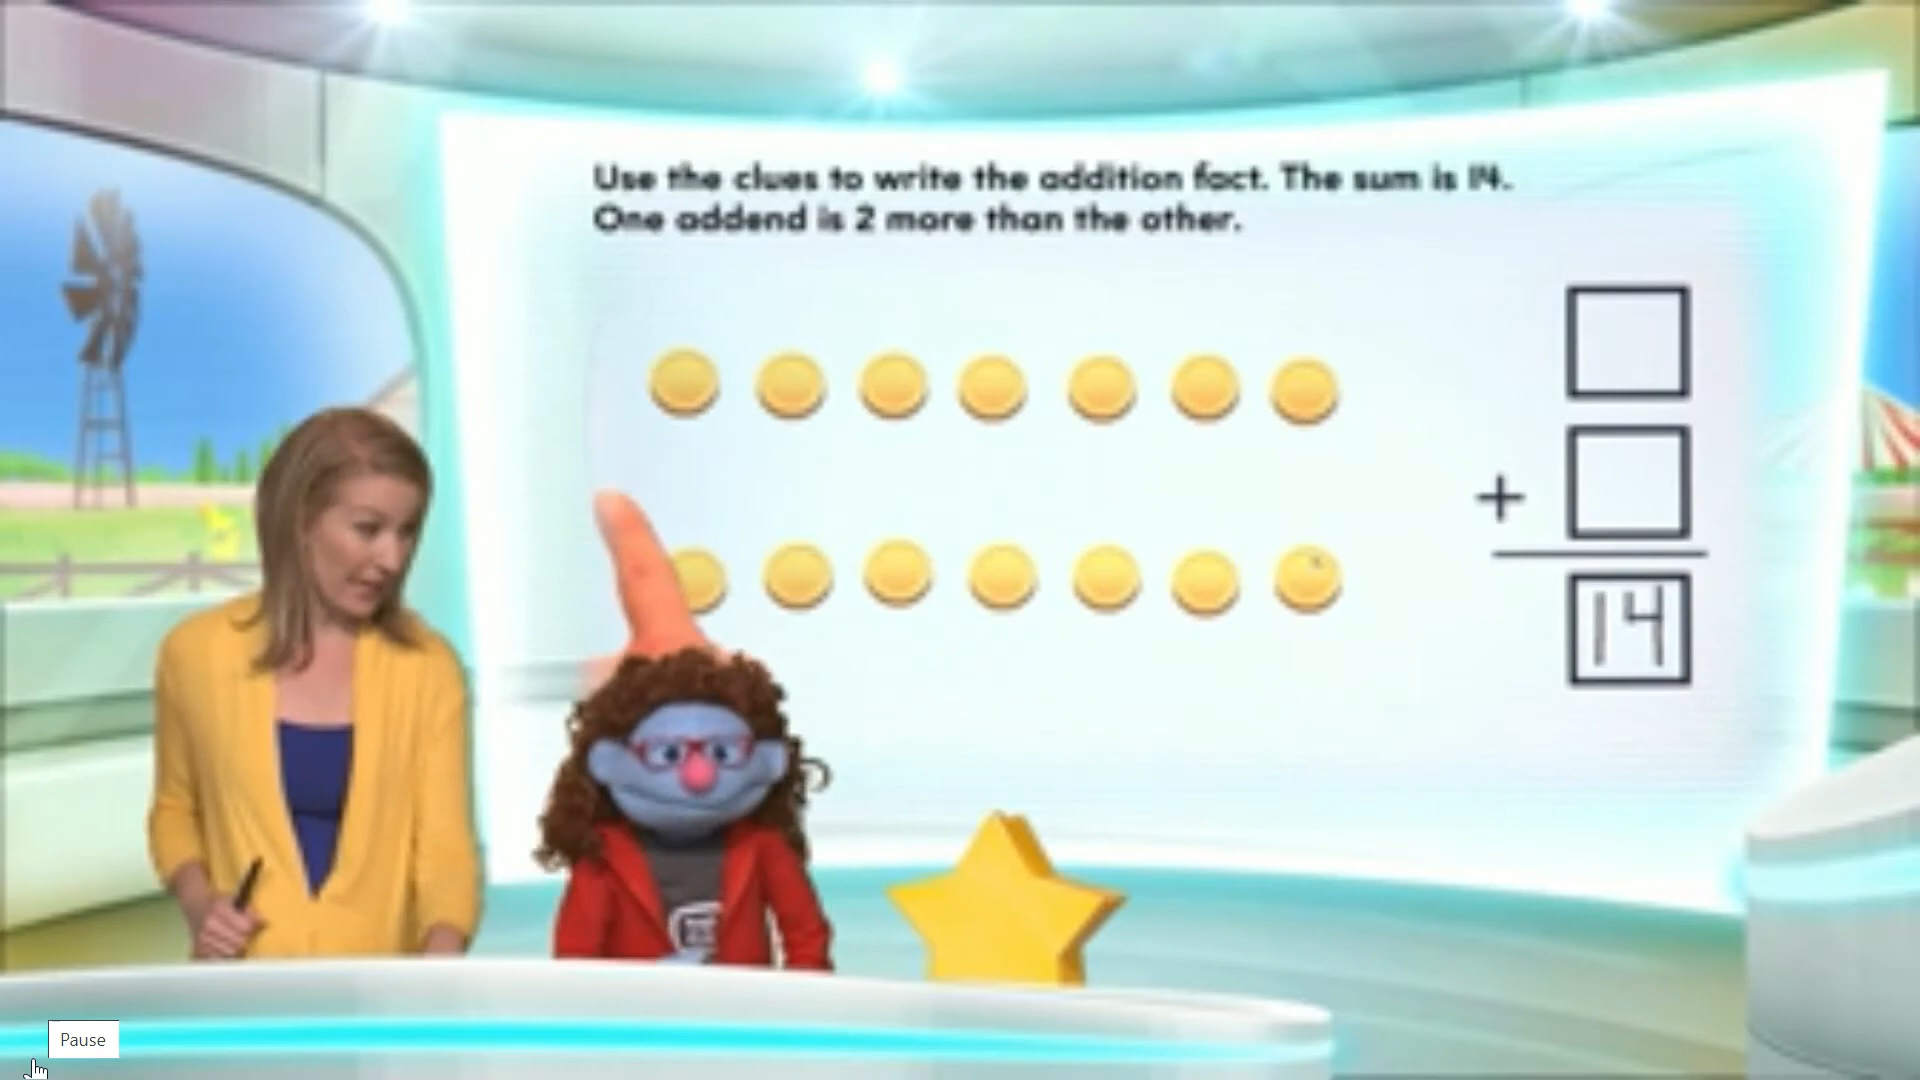 Use the clues to write the addition fact. The sum is 14.
One addend is 2 more than the other.
+
14
Pause